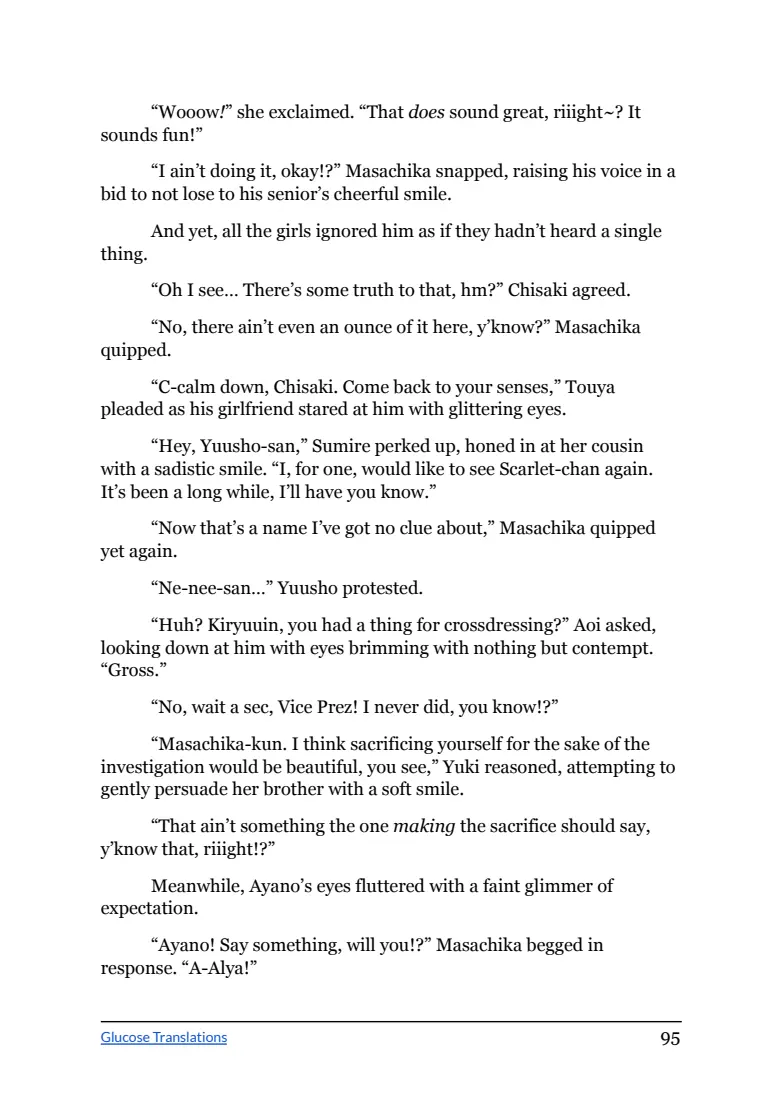 “Wooow!” she exclaimed. “That does sound great, riiight~? It
sounds fun!”
“I ain’t doing it, okay!?” Masachika snapped, raising his voice in a
bid to not lose to his senior’s cheerful smile.
And yet, all the girls ignored him as if they hadn’t heard a single
thing.
“Oh I see... There’s some truth to that, hm?” Chisaki agreed.
“No, there ain’t even an ounce of it here, y’know?” Masachika
quipped.
“C-calm down, Chisaki. Come back to your senses,” Touya
pleaded as his girlfriend stared at him with glittering eyes.
“Hey, Yuusho-san,” Sumire perked up, honed in at her cousin
with a sadistic smile. “I, for one, would like to see Scarlet-chan again.
It’s been a long while, I’ll have you know.”
“Now that’s a name I’ve got no clue about,” Masachika quipped
yet again.
“Ne-nee-san...” Yuusho protested.
“Huh? Kiryuuin, you had a thing for crossdressing?” Aoi asked,
looking down at him with eyes brimming with nothing but contempt.
“Gross.”
“No, wait a sec, Vice Prez! I never did, you know!?”
“Masachika-kun. I think sacrificing yourself for the sake of the
investigation would be beautiful, you see,” Yuki reasoned, attempting to
gently persuade her brother with a soft smile.
“That ain’t something the one making the sacrifice should say,
y’know that, riiight!?”
Meanwhile, Ayano’s eyes fluttered with a faint glimmer of
expectation.
“Ayano! Say something, will you!?” Masachika begged in
response. “A-Alya!”
Glucose Translations 95